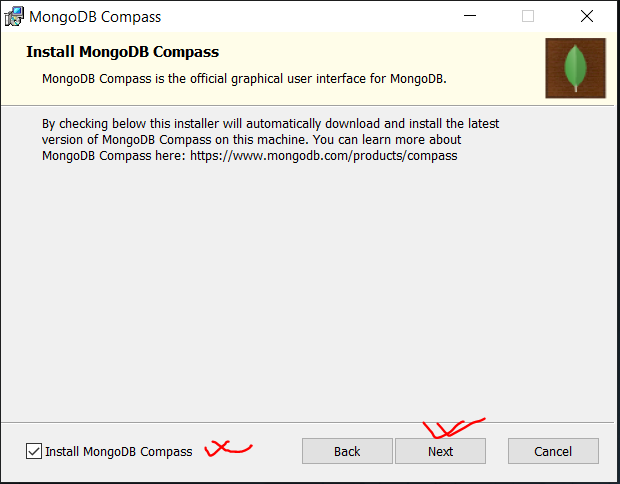 MongoDB Compass
Install MongoDB Compass
MongoDB Compass is the official graphical user interface for MongoDB.
By checking below this installer will automatically download and install the latest
version of MongoDB Compass on this machine. You can learn more about
MongoDB Compass here: https://www.mongodb.com/products/compass
Install MongoDB Compass
Back
Next
Cancel